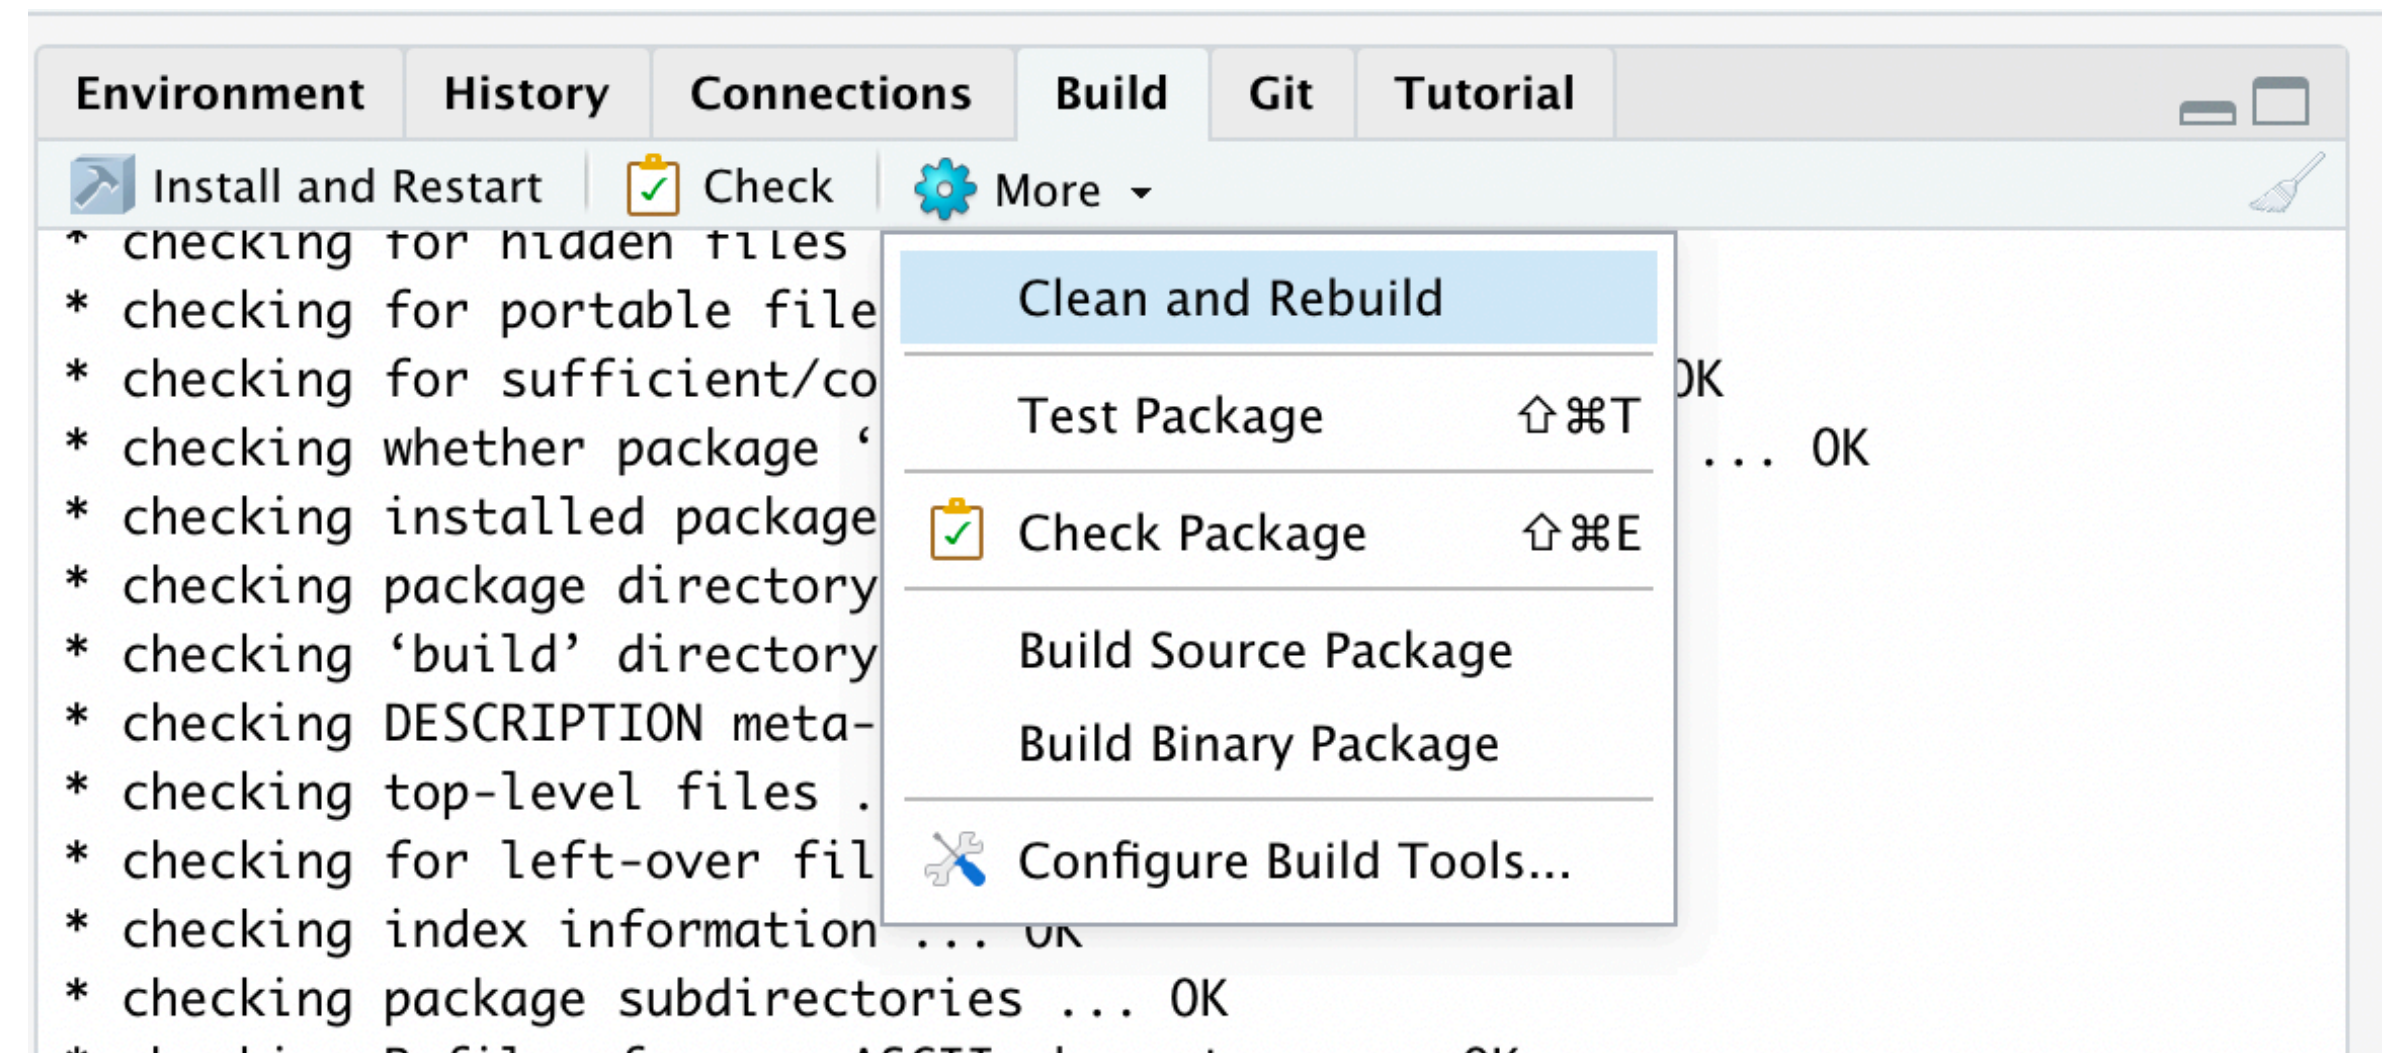 Environment History Connections Build Git Tutorial
Install and Restart Check More
* checking for hidden files
* checking for portable file
* checking for sufficient/co OK
* checking whether package ‘ ... OK
* checking installed package
* checking package directory
* checking ‘build’ directory
* checking DESCRIPTION meta-
* checking top-level files .
* checking for left-over fil
* checking index information ... OK
* checking package subdirectories ... OK
Clean and Rebuild
Test Package ⇧⌘T
Check Package ⇧⌘E
Build Source Package
Build Binary Package
Configure Build Tools...